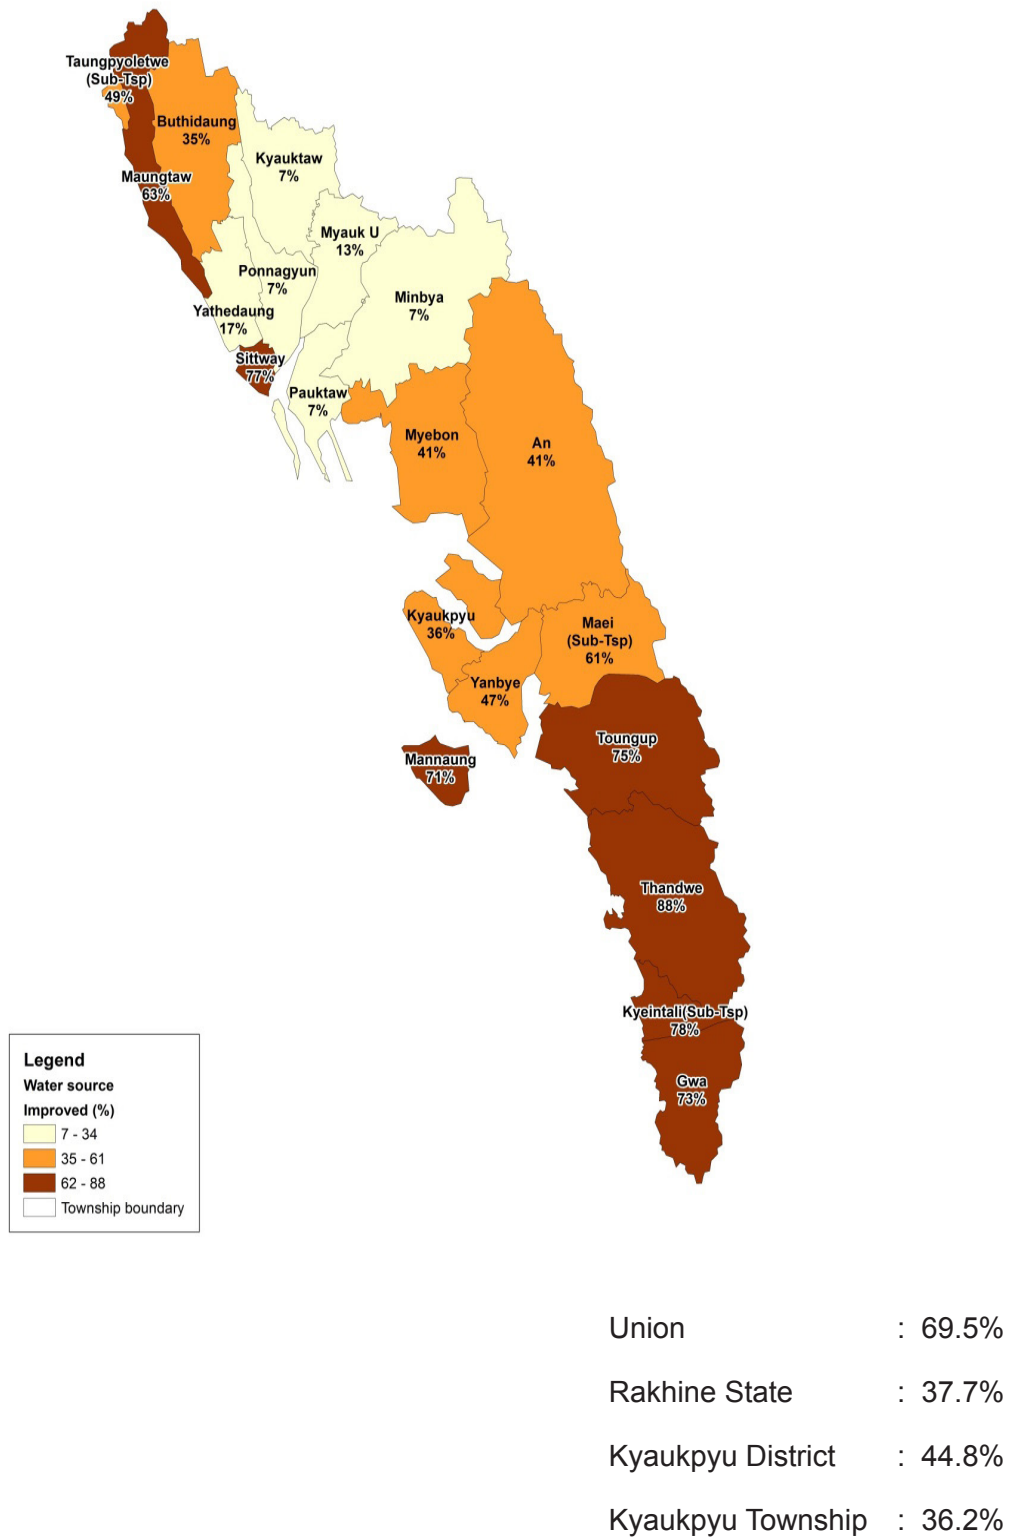 Taungpyoletwe
(Sub-Tsp)
49%
Buthidaung
35%
Kyauktaw
7%
Maungtaw
63%
Myauk U
13%
Ponnagyun
7%
Minbya
7%
Yathedaung
17%
Sittway
77%
Pauktaw
7%
Myebon
41%
An
41%
Kyaukpyu
36%
Maei
(Sub-Tsp)
61%
Yanbye
47%
Toungup
75%
Mannaung
71%
Thandwe
88%
Kyeintali(Sub-Tsp)
78%
Gwa
73%
Legend
Water source
Improved (%)
7 - 34
35 - 61
62 - 88
Township boundary
Union : 69.5%
Rakhine State : 37.7%
Kyaukpyu District : 44.8%
Kyaukpyu Township : 36.2%